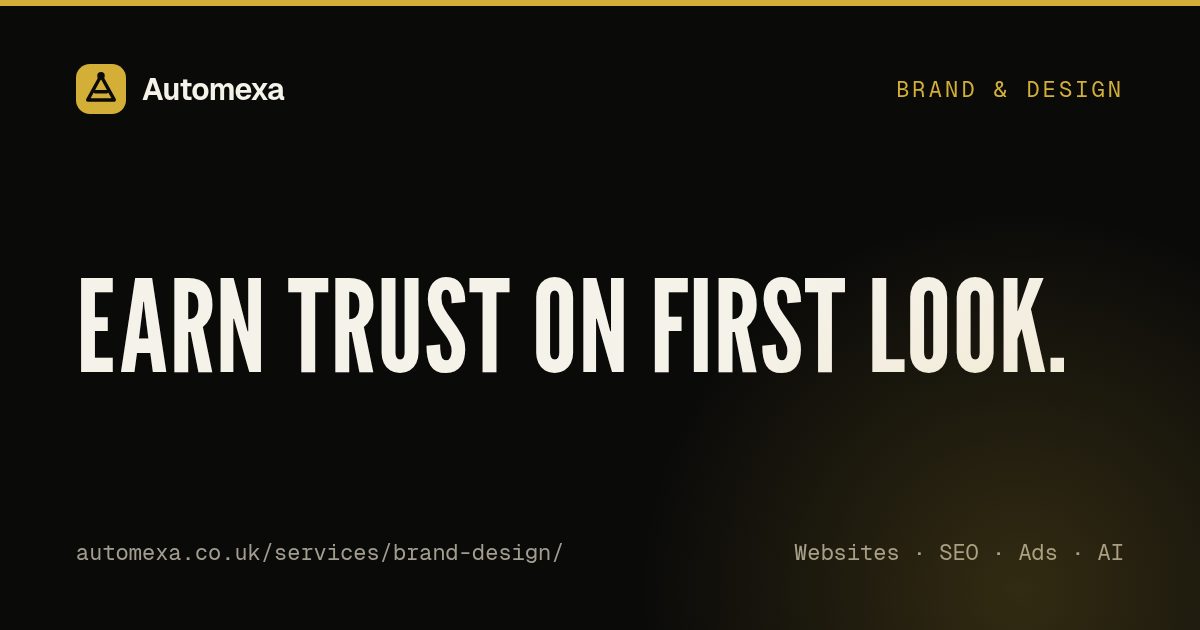 Automexa
BRAND & DESIGN
EARN TRUST ON FIRST LOOK.
automexa.co.uk/services/brand-design/
Websites · SEO · Ads · AI